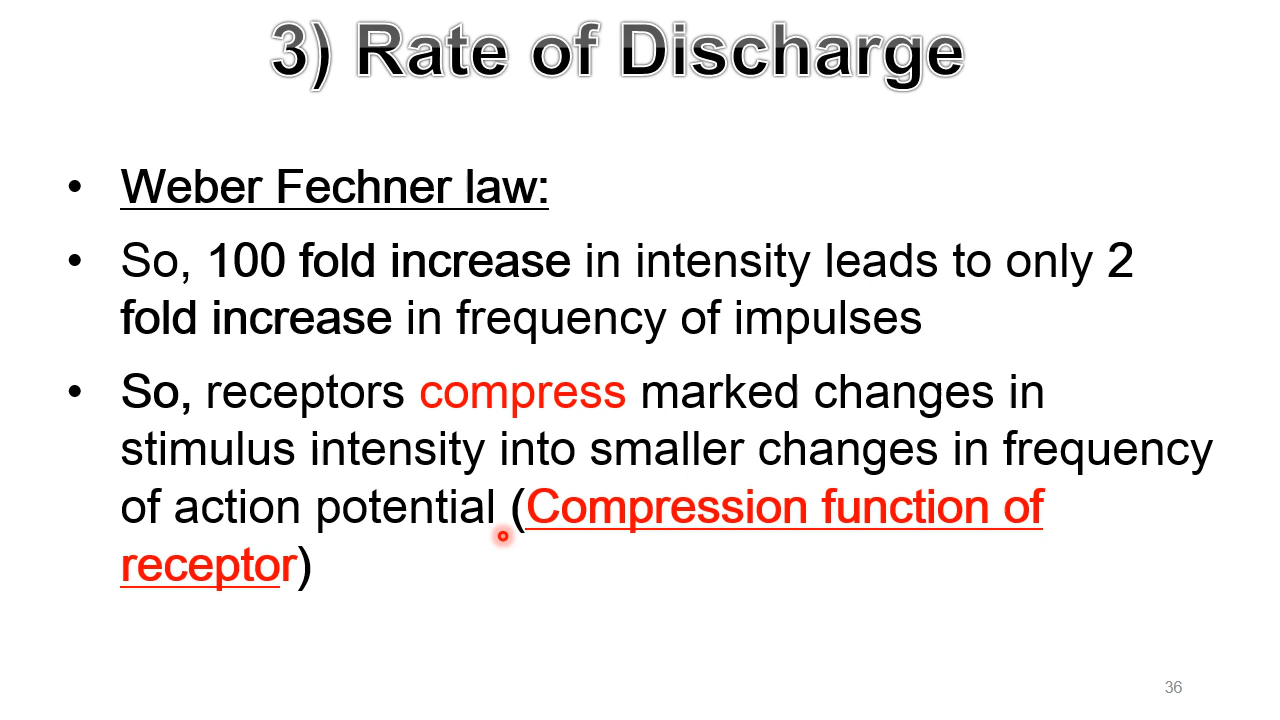 3) Rate of Discharge
• Weber Fechner law:
• So, 100 fold increase in intensity leads to only 2
fold increase in frequency of impulses
• So, receptors compress marked changes in
stimulus intensity into smaller changes in frequency
of action potential (Compression function of
receptor)
36